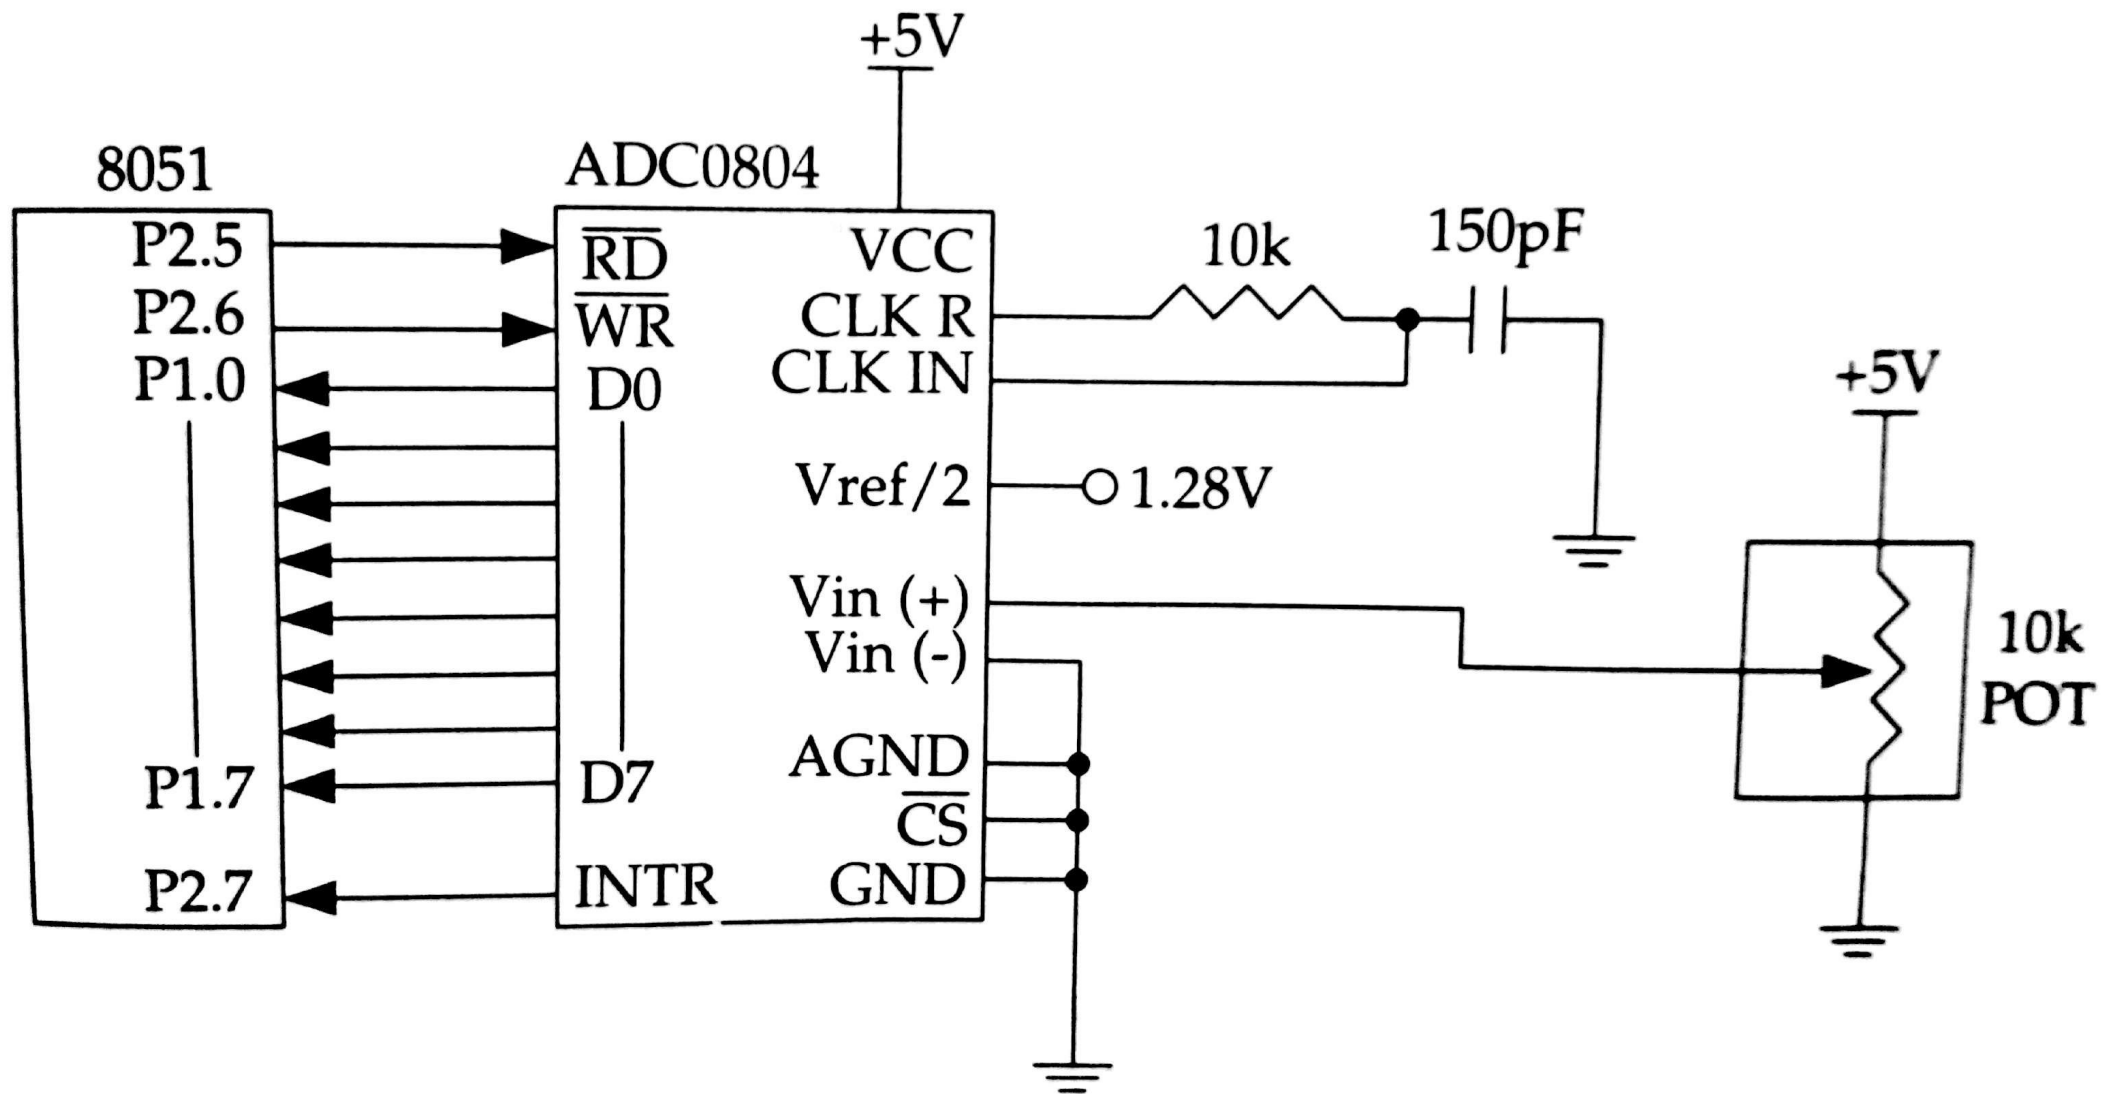 +5V
8051
ADC0804
P2.5
P2.6
P1.0
P1.7
P2.7
RD
WR
D0
D7
INTR
VCC
CLK R
CLK IN
Vref/2
Vin (+)
Vin (-)
AGND
CS
GND
10k
150pF
1.28V
+5V
10k
POT